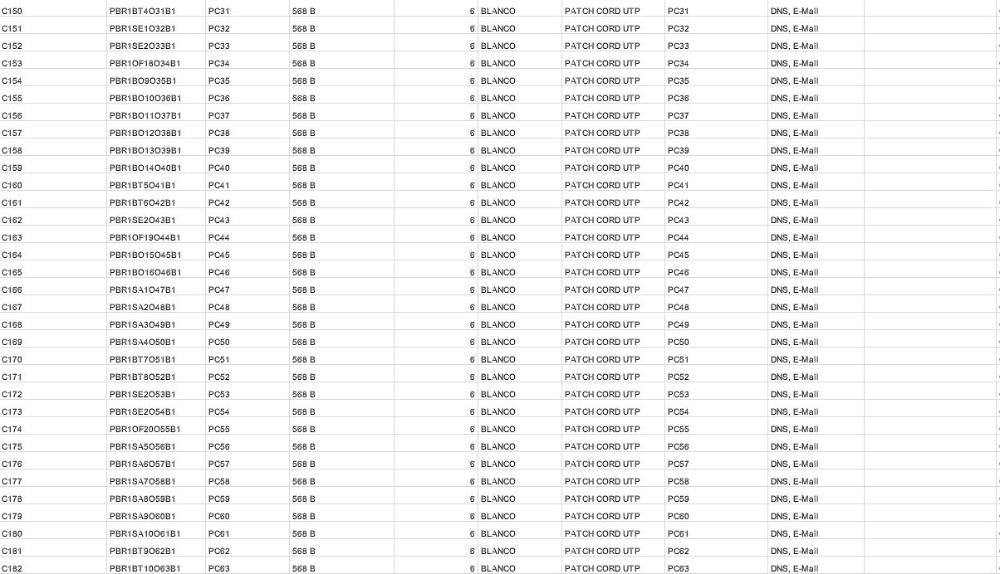 C150 PBR1BT4O31B1 PC31 568 B 6 BLANCO PATCH CORD UTP PC31 DNS, E-Mail
C151 PBR1SE1O32B1 PC32 568 B 6 BLANCO PATCH CORD UTP PC32 DNS, E-Mail
C152 PBR1SE2O33B1 PC33 568 B 6 BLANCO PATCH CORD UTP PC33 DNS, E-Mail
C153 PBR1OF18O34B1 PC34 568 B 6 BLANCO PATCH CORD UTP PC34 DNS, E-Mail
C154 PBR1BO9O35B1 PC35 568 B 6 BLANCO PATCH CORD UTP PC35 DNS, E-Mail
C155 PBR1BO10O36B1 PC36 568 B 6 BLANCO PATCH CORD UTP PC36 DNS, E-Mail
C156 PBR1BO11O37B1 PC37 568 B 6 BLANCO PATCH CORD UTP PC37 DNS, E-Mail
C157 PBR1BO12O38B1 PC38 568 B 6 BLANCO PATCH CORD UTP PC38 DNS, E-Mail
C158 PBR1BO13O39B1 PC39 568 B 6 BLANCO PATCH CORD UTP PC39 DNS, E-Mail
C159 PBR1BO14O40B1 PC40 568 B 6 BLANCO PATCH CORD UTP PC40 DNS, E-Mail
C160 PBR1BT5O41B1 PC41 568 B 6 BLANCO PATCH CORD UTP PC41 DNS, E-Mail
C161 PBR1BT6O42B1 PC42 568 B 6 BLANCO PATCH CORD UTP PC42 DNS, E-Mail
C162 PBR1SE2O43B1 PC43 568 B 6 BLANCO PATCH CORD UTP PC43 DNS, E-Mail
C163 PBR1OF19O44B1 PC44 568 B 6 BLANCO PATCH CORD UTP PC44 DNS, E-Mail
C164 PBR1BO15O45B1 PC45 568 B 6 BLANCO PATCH CORD UTP PC45 DNS, E-Mail
C165 PBR1BO16O46B1 PC46 568 B 6 BLANCO PATCH CORD UTP PC46 DNS, E-Mail
C166 PBR1SA1O47B1 PC47 568 B 6 BLANCO PATCH CORD UTP PC47 DNS, E-Mail
C167 PBR1SA2O48B1 PC48 568 B 6 BLANCO PATCH CORD UTP PC48 DNS, E-Mail
C168 PBR1SA3O49B1 PC49 568 B 6 BLANCO PATCH CORD UTP PC49 DNS, E-Mail
C169 PBR1SA4O50B1 PC50 568 B 6 BLANCO PATCH CORD UTP PC50 DNS, E-Mail
C170 PBR1BT7O51B1 PC51 568 B 6 BLANCO PATCH CORD UTP PC51 DNS, E-Mail
C171 PBR1BT8O52B1 PC52 568 B 6 BLANCO PATCH CORD UTP PC52 DNS, E-Mail
C172 PBR1SE2O53B1 PC53 568 B 6 BLANCO PATCH CORD UTP PC53 DNS, E-Mail
C173 PBR1SE2O54B1 PC54 568 B 6 BLANCO PATCH CORD UTP PC54 DNS, E-Mail
C174 PBR1OF20O55B1 PC55 568 B 6 BLANCO PATCH CORD UTP PC55 DNS, E-Mail
C175 PBR1SA5O56B1 PC56 568 B 6 BLANCO PATCH CORD UTP PC56 DNS, E-Mail
C176 PBR1SA6O57B1 PC57 568 B 6 BLANCO PATCH CORD UTP PC57 DNS, E-Mail
C177 PBR1SA7O58B1 PC58 568 B 6 BLANCO PATCH CORD UTP PC58 DNS, E-Mail
C178 PBR1SA8O59B1 PC59 568 B 6 BLANCO PATCH CORD UTP PC59 DNS, E-Mail
C179 PBR1SA9O60B1 PC60 568 B 6 BLANCO PATCH CORD UTP PC60 DNS, E-Mail
C180 PBR1SA10O61B1 PC61 568 B 6 BLANCO PATCH CORD UTP PC61 DNS, E-Mail
C181 PBR1BT9O62B1 PC62 568 B 6 BLANCO PATCH CORD UTP PC62 DNS, E-Mail
C182 PBR1BT10O63B1 PC63 568 B 6 BLANCO PATCH CORD UTP PC63 DNS, E-Mail